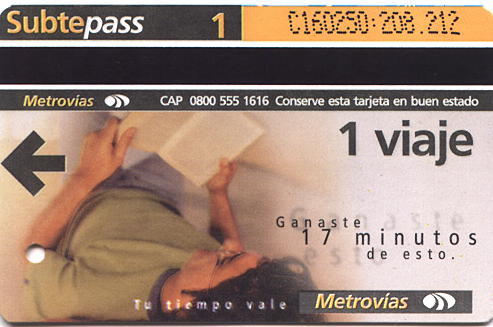 Subtepass 1 C160250:208.212
Metrovías CAP 0800 555 1616 Conserve esta tarjeta en buen estado
1 viaje
Ganaste
17 minutos
de esto.
Tu tiempo vale Metrovías